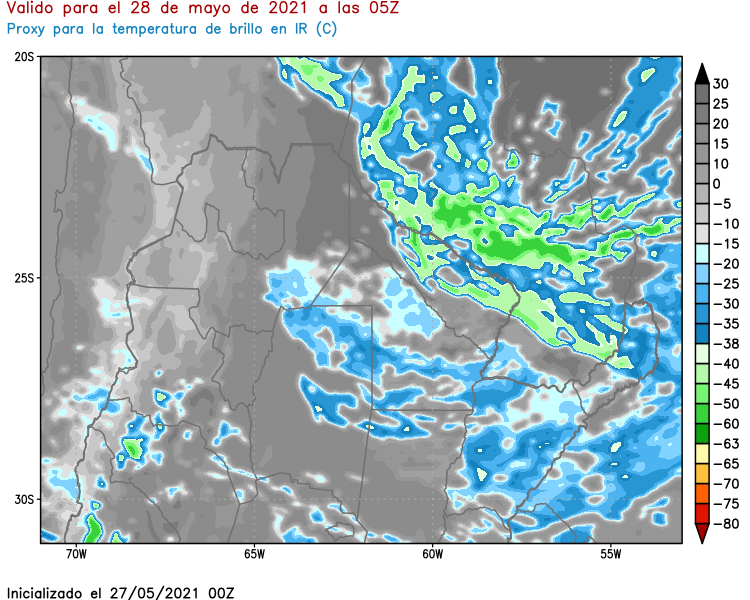 Valido para el 28 de mayo de 2021 a las 05Z
Proxy para la temperatura de brillo en IR (C)
20S
25S
30S
70W
65W
60W
55W
30
25
20
15
10
0
−5
−10
−15
−20
−25
−30
−35
−38
−40
−45
−50
−60
−63
−65
−70
−75
−80
Inicializado el 27/05/2021 00Z